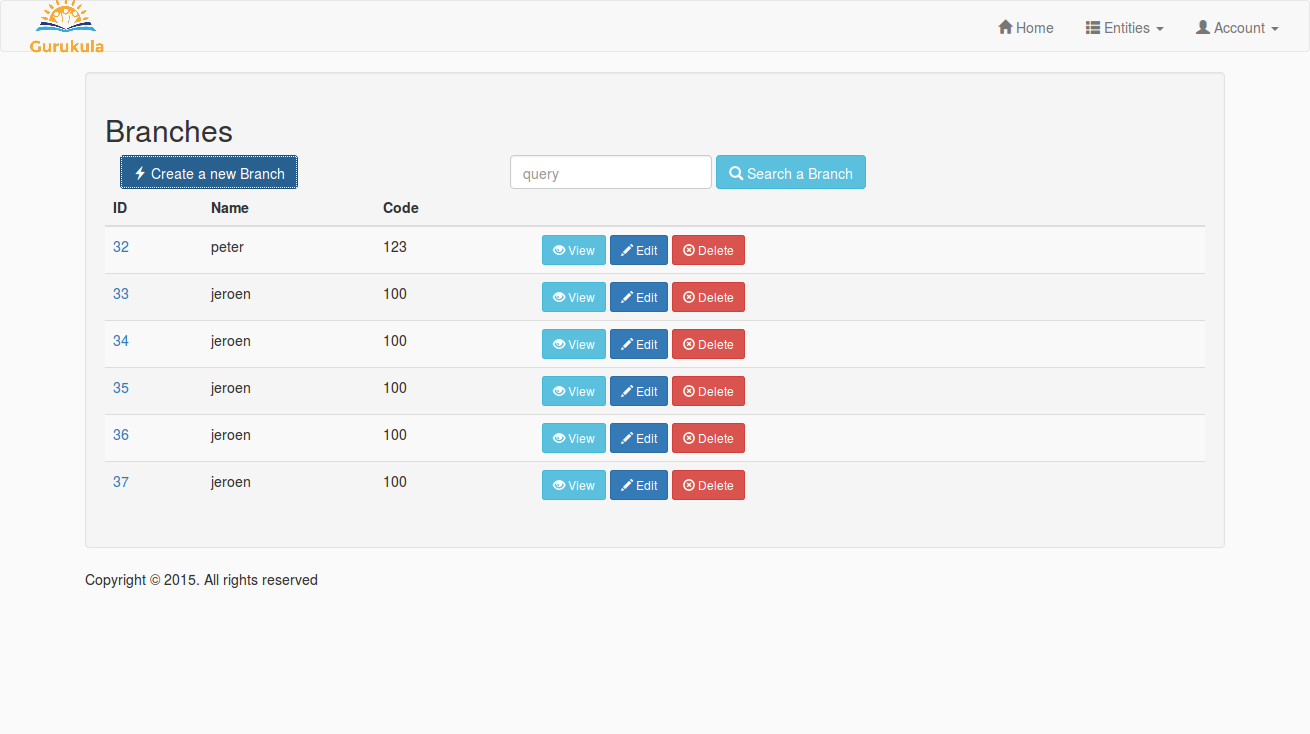 Gurukula
Home Entities Account
Branches
Create a new Branch query Search a Branch
ID Name Code
32 peter 123 View Edit Delete
33 jeroen 100 View Edit Delete
34 jeroen 100 View Edit Delete
35 jeroen 100 View Edit Delete
36 jeroen 100 View Edit Delete
37 jeroen 100 View Edit Delete
Copyright © 2015. All rights reserved